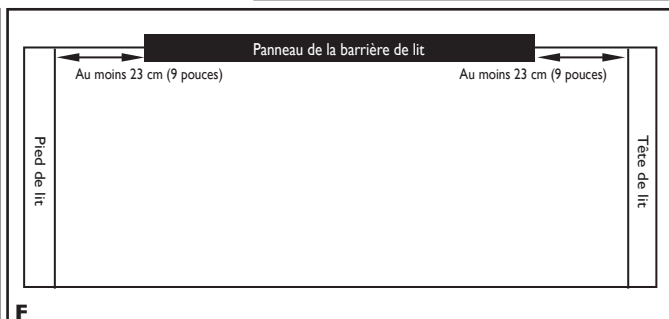 Panneau de la barrière de lit
Au moins 23 cm (9 pouces)
Au moins 23 cm (9 pouces)
Pied de lit
Tête de lit
F